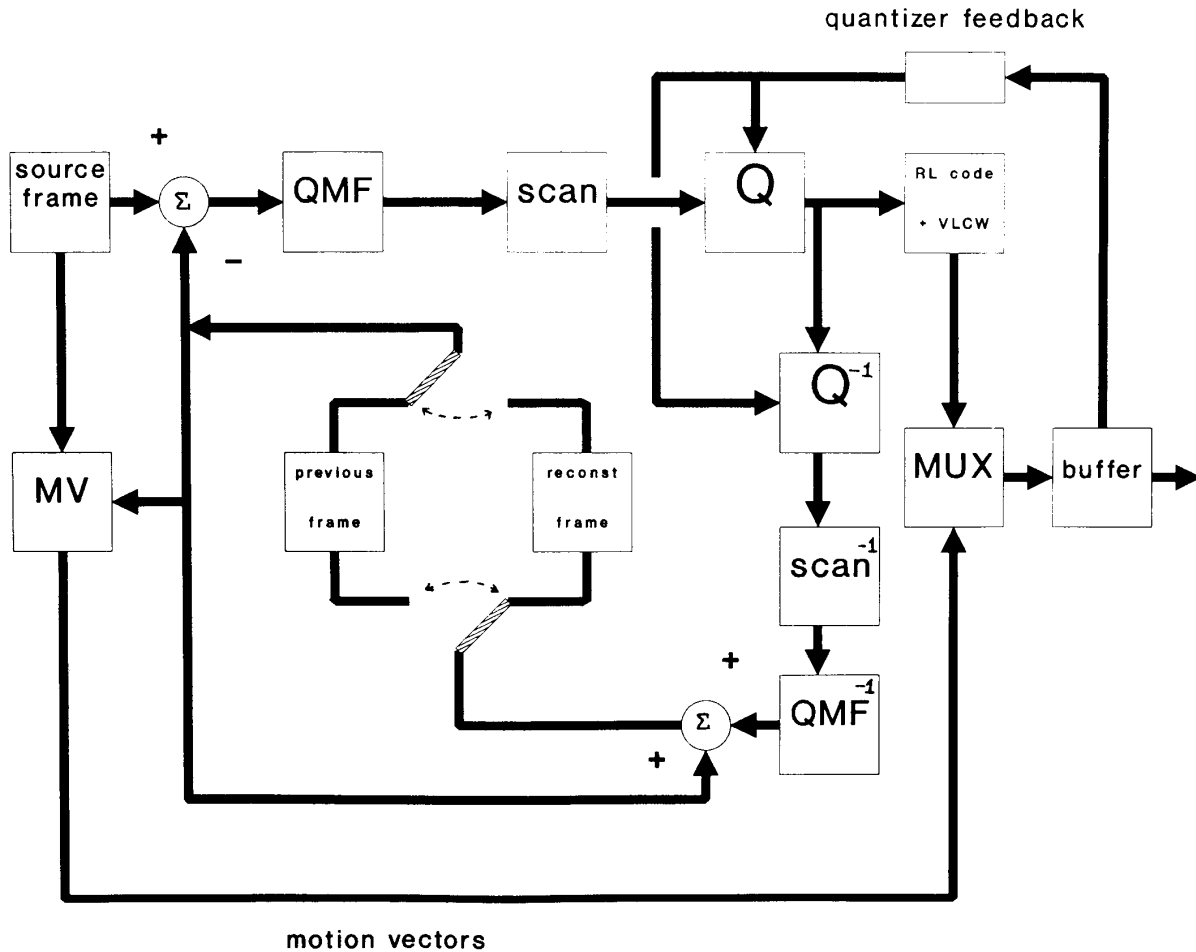 quantizer feedback
+
source
frame
Σ
QMF
scan
Q
RL code
+ VLCW
−
Q-1
MV
previous
frame
reconst
frame
MUX
buffer
scan-1
+
QMF-1
Σ
+
motion vectors